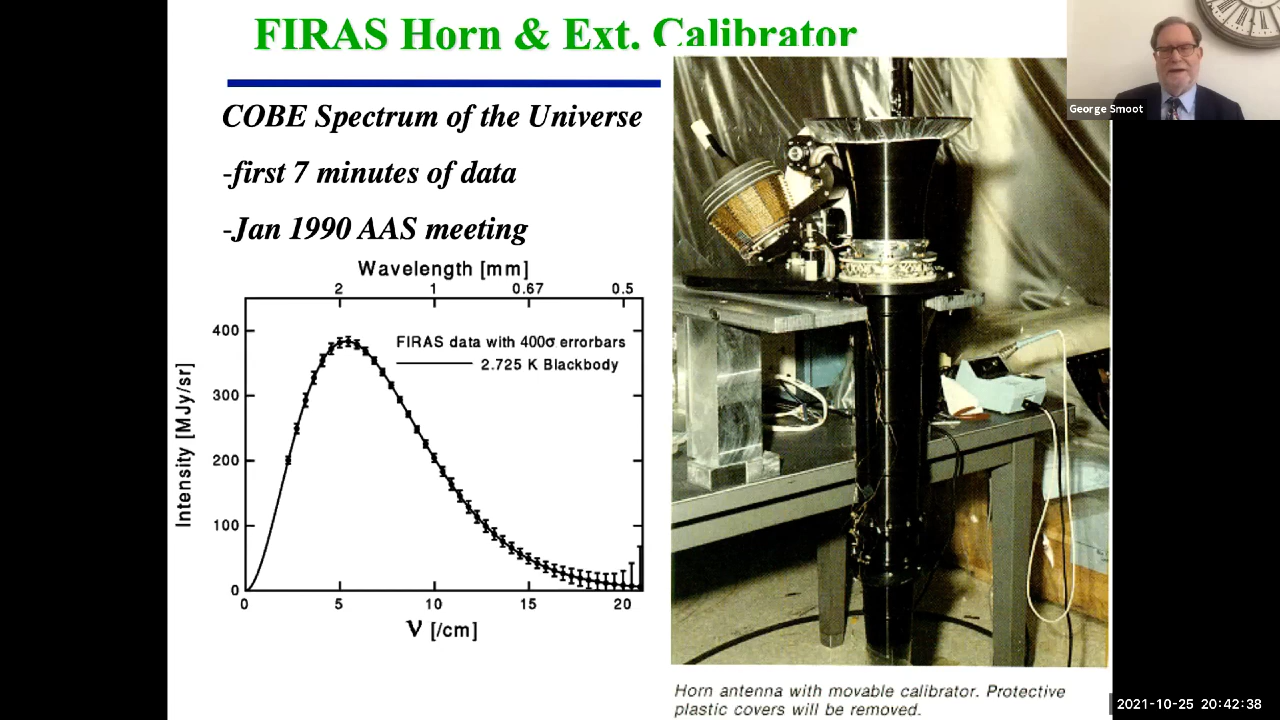 FIRAS Horn & Ext. Calibrator
George Smoot
COBE Spectrum of the Universe
-first 7 minutes of data
-Jan 1990 AAS meeting
Wavelength [mm]
2 1 0.67 0.5
400
300
200
100
0
Intensity [MJy/sr]
FIRAS data with 400σ errorbars
2.725 K Blackbody
0 5 10 15 20
ν [/cm]
Horn antenna with movable calibrator. Protective
plastic covers will be removed.
2021-10-25 20:42:38